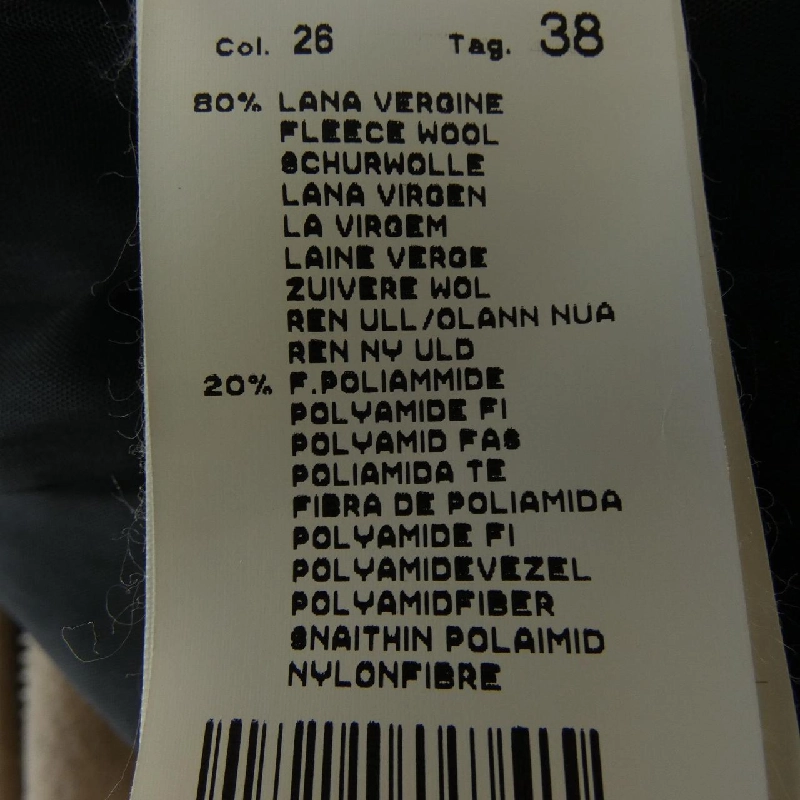 Col. 26 Tag. 38
80% LANA VERGINE
FLEECE WOOL
SCHURWOLLE
LANA VIRGEN
LA VIRGEM
LAINE VERGE
ZUIVERE WOL
REN ULL/OLANN NUA
REN NY ULD
20% F.POLIAMMIDE
POLYAMIDE FI
POLYAMID FAS
POLIAMIDA TE
FIBRA DE POLIAMIDA
POLYAMIDE FI
POLYAMIDEVEZEL
POLYAMIDFIBER
SNAITHIN POLAIMID
NYLONFIBRE